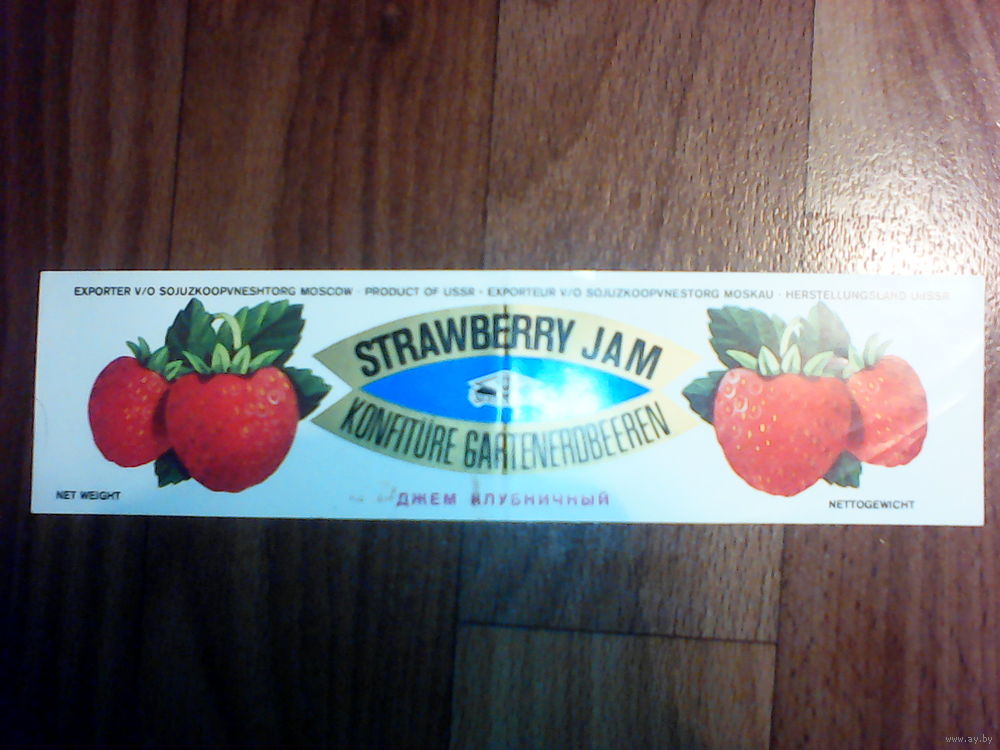 EXPORTER V/O SOJUZKOOPVNESHTORG MOSCOW · PRODUCT OF USSR · EXPORTEUR V/O SOJUZKOOPVNESTORG MOSKAU · HERSTELLUNGSLAND UdSSR
STRAWBERRY JAM
KONFITÜRE GARTENERDBEEREN
NET WEIGHT
ДЖЕМ КЛУБНИЧНЫЙ
NETTOGEWICHT
www.ay.by